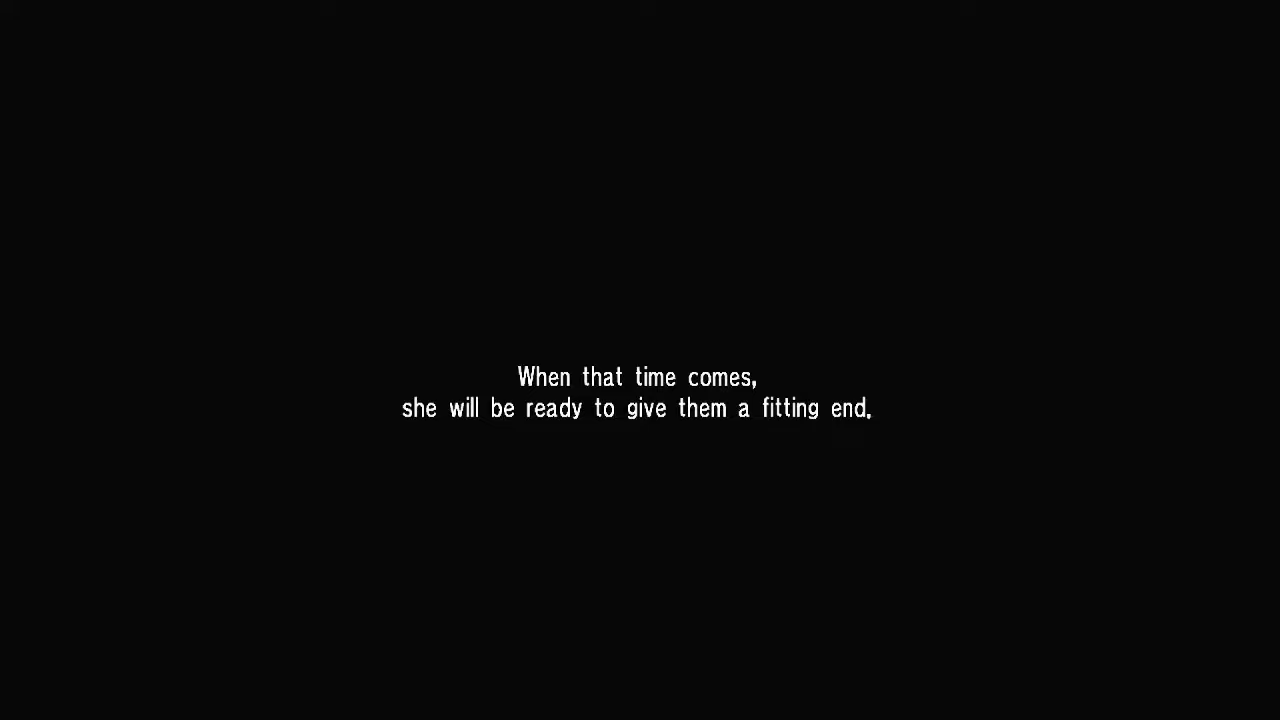 When that time comes,
she will be ready to give them a fitting end.